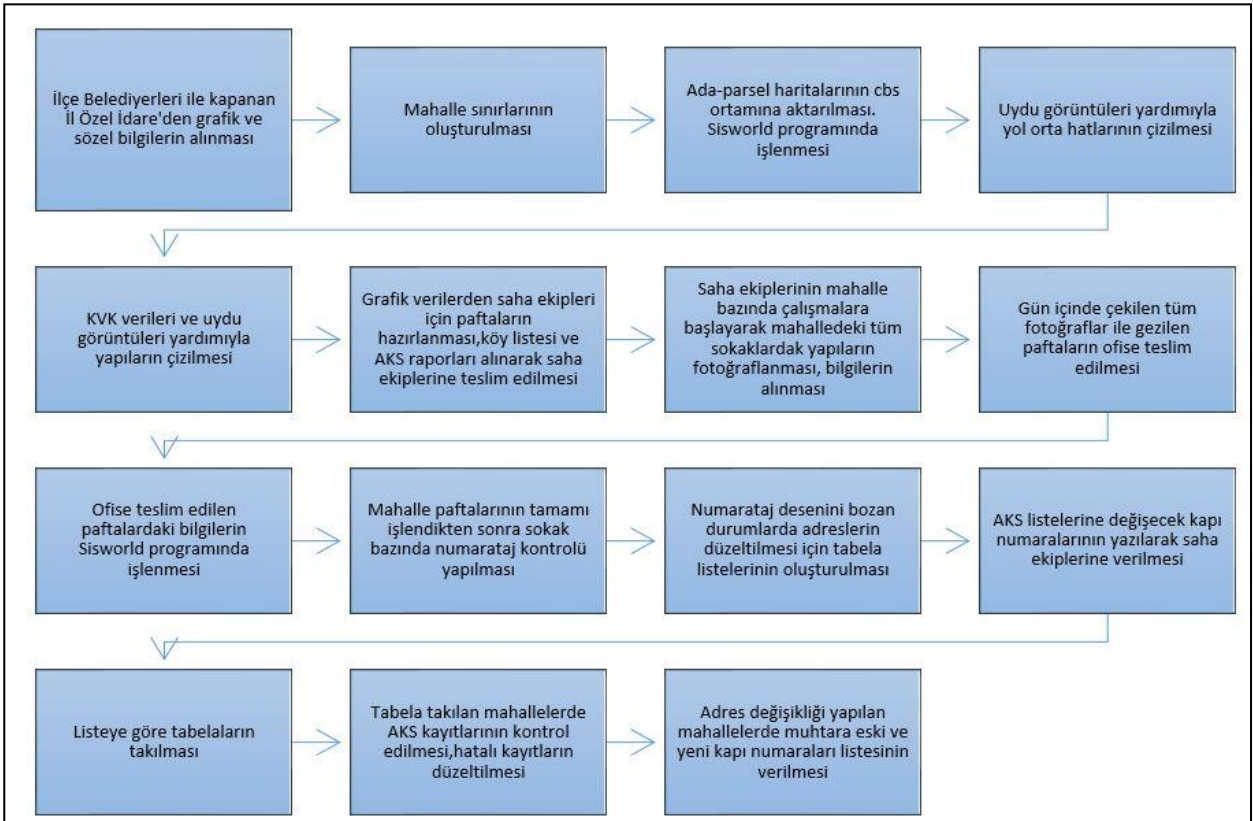 İlçe Belediyerleri ile kapanan
İl Özel İdare'den grafik ve
sözel bilgilerin alınması
Mahalle sınırlarının
oluşturulması
Ada-parsel haritalarının cbs
ortamına aktarılması.
Sisworld programında
işlenmesi
Uydu görüntüleri yardımıyla
yol orta hatlarının çizilmesi
KVK verileri ve uydu
görüntüleri yardımıyla
yapıların çizilmesi
Grafik verilerden saha ekipleri
için paftaların
hazırlanması,köy listesi ve
AKS raporları alınarak saha
ekiplerine teslim edilmesi
Saha ekiplerinin mahalle
bazında çalışmalara
başlayarak mahalledeki tüm
sokaklardak yapıların
fotoğraflanması, bilgilerin
alınması
Gün içinde çekilen tüm
fotoğraflar ile gezilen
paftaların ofise teslim
edilmesi
Ofise teslim edilen
paftalardaki bilgilerin
Sisworld programında
işlenmesi
Mahalle paftalarının tamamı
işlendikten sonra sokak
bazında numarataj kontrolü
yapılması
Numarataj desenini bozan
durumlarda adreslerin
düzeltilmesi için tabela
listelerinin oluşturulması
AKS listelerine değişecek kapı
numaralarının yazılarak saha
ekiplerine verilmesi
Listeye göre tabelaların
takılması
Tabela takılan mahallelerde
AKS kayıtlarının kontrol
edilmesi,hatalı kayıtların
düzeltilmesi
Adres değişikliği yapılan
mahallelerde muhtara eski ve
yeni kapı numaraları listesinin
verilmesi